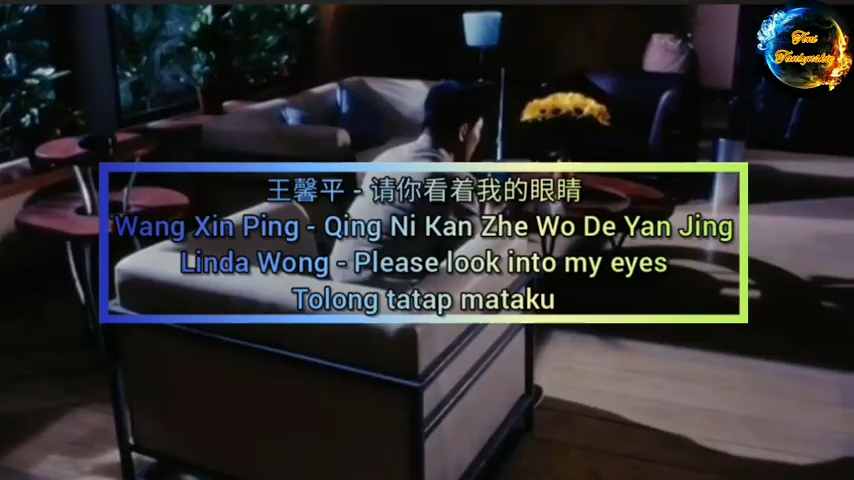 王馨平 - 请你看着我的眼睛
Wang Xin Ping - Qing Ni Kan Zhe Wo De Yan Jing
Linda Wong - Please look into my eyes
Tolong tatap mataku